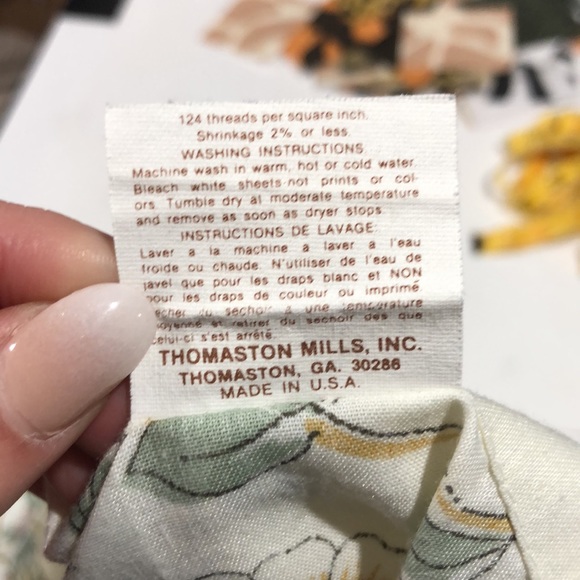 124 threads per square inch.
Shrinkage 2% or less.
WASHING INSTRUCTIONS
Machine wash in warm, hot or cold water.
Bleach white sheets not prints or col-
ors. Tumble dry at moderate temperature
and remove as soon as dryer stops.
INSTRUCTIONS DE LAVAGE:
Laver a la machine a laver a l'eau
froide ou chaude. N'utiliser de l'eau de
javel que pour les draps blanc et NON
pour les draps de couleur ou imprimé.
sécher au sechoir a une temperature
moyenne et retirer du sechoir des que
celui-ci s'est arrêté.
THOMASTON MILLS, INC.
THOMASTON, GA. 30286
MADE IN U.S.A.